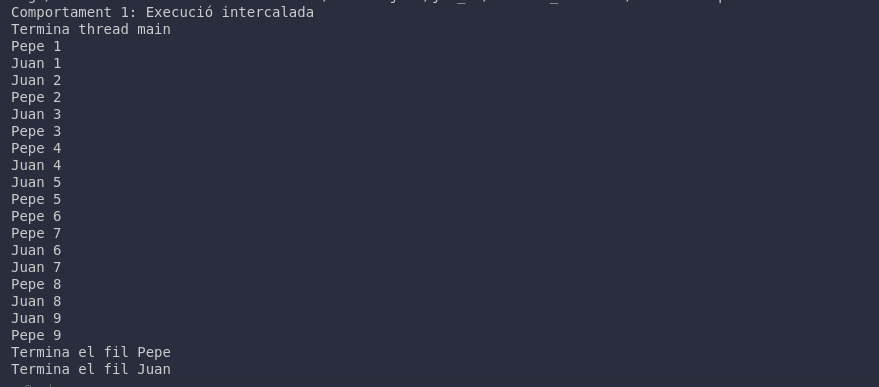 Comportament 1: Execució intercalada
Termina thread main
Pepe 1
Juan 1
Juan 2
Pepe 2
Juan 3
Pepe 3
Pepe 4
Juan 4
Juan 5
Pepe 5
Pepe 6
Pepe 7
Juan 6
Juan 7
Pepe 8
Juan 8
Juan 9
Pepe 9
Termina el fil Pepe
Termina el fil Juan